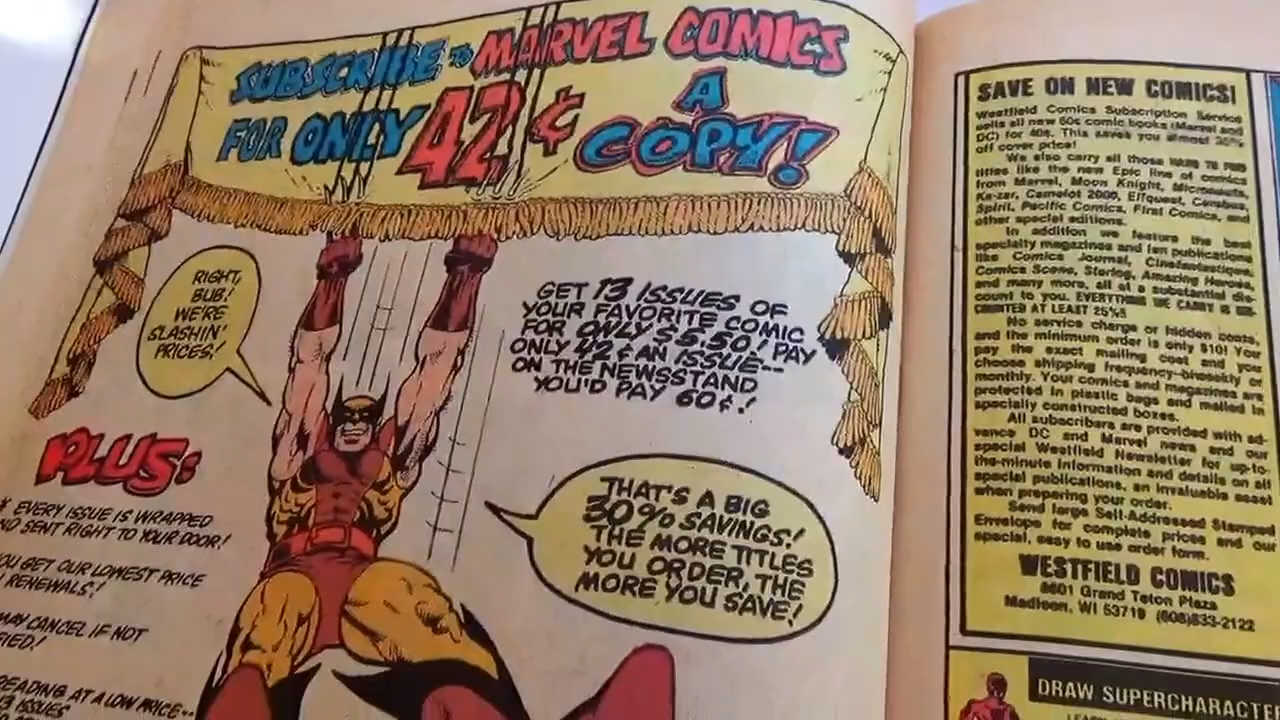 SUBSCRIBE TO MARVEL COMICS
FOR ONLY 42¢ A
COPY!
RIGHT,
BUB!
WE'RE
SLASHIN'
PRICES!
GET 13 ISSUES OF
YOUR FAVORITE COMIC
FOR ONLY $5.50! PAY
ONLY 42¢ AN ISSUE--
ON THE NEWSSTAND
YOU'D PAY 60¢!
PLUS:
* EVERY ISSUE IS WRAPPED
AND SENT RIGHT TO YOUR DOOR!
YOU GET OUR LOWEST PRICE
RENEWALS!
MAY CANCEL IF NOT
THAT'S A BIG
30% SAVINGS!
THE MORE TITLES
YOU ORDER, THE
MORE YOU SAVE!
READING AT A LOW PRICE--
13 ISSUES
SAVE ON NEW COMICS!
Westfield Comics Subscription Service
sells all new 60¢ comic books (Marvel and
DC) for 40¢. This saves you almost 35%
off cover price!
We also carry all those HARD TO FIND
titles like the new Epic line of comics
from Marvel, Moon Knight, Micronauts,
Ka-zar, Camelot 3000, Elfquest, Cerebus,
Spirit, Pacific Comics, First Comics, and
other special editions.
In addition we feature the best
specialty magazines and fan publications
like Comics Journal, Cinefantastique,
Comics Scene, Starlog, Amazing Heroes,
and many more, all at a substantial dis-
count to you. EVERYTHING WE CARRY IS DIS-
COUNTED AT LEAST 25%!
No service charge or hidden costs,
and the minimum order is only $10! You
pay the exact mailing cost and you
choose shipping frequency-biweekly or
monthly. Your comics and magazines are
protected in plastic bags and mailed in
specially constructed boxes.
All subscribers are provided with ad-
vance DC and Marvel news and our
special Westfield Newsletter for up-to-
the-minute information and details on all
special publications, an invaluable asset
when preparing your order.
Send large Self-Addressed Stamped
Envelope for complete prices and our
special, easy to use order form.
WESTFIELD COMICS
8601 Grand Teton Plaza
Madison, WI 53719 (608)833-2122
DRAW SUPERCHARACTE